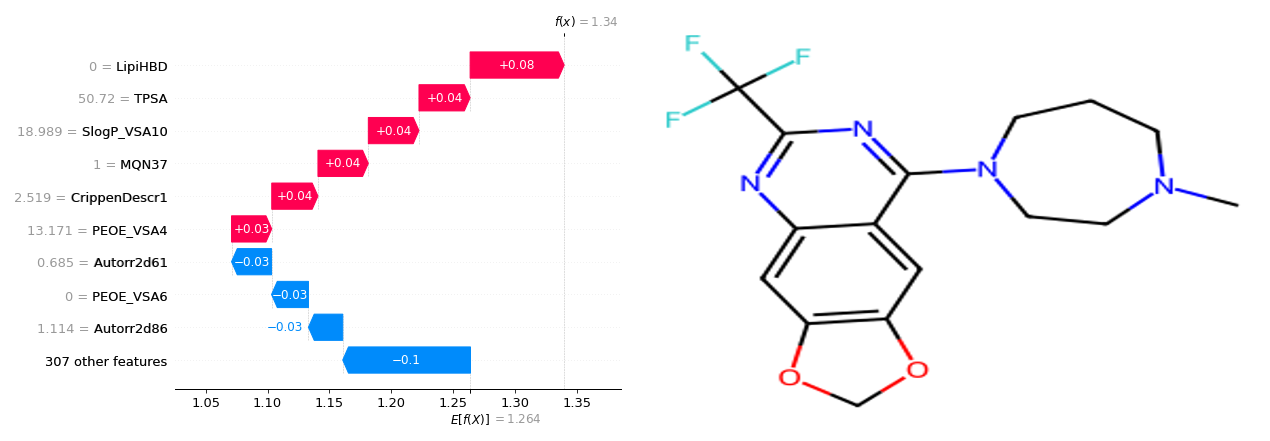 f(x) = 1.34
0 = LipiHBD
+0.08
50.72 = TPSA
+0.04
18.989 = SlogP_VSA10
+0.04
1 = MQN37
+0.04
2.519 = CrippenDescr1
+0.04
13.171 = PEOE_VSA4
+0.03
0.685 = Autorr2d61
−0.03
0 = PEOE_VSA6
−0.03
1.114 = Autorr2d86
−0.03
307 other features
−0.1
1.05 1.10 1.15 1.20 1.25 1.30 1.35
E[f(X)] = 1.264
F
F
F
N
N
N
N
O
O